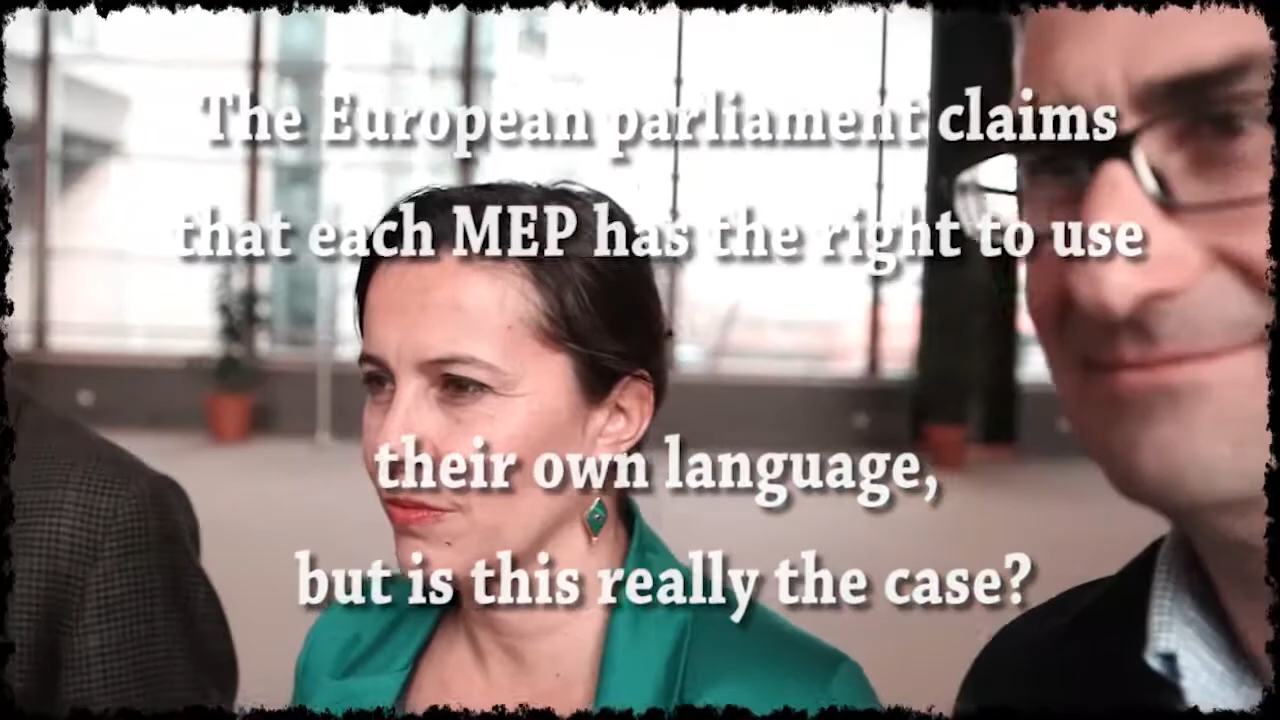 The European parliament claims
that each MEP has the right to use
their own language,
but is this really the case?